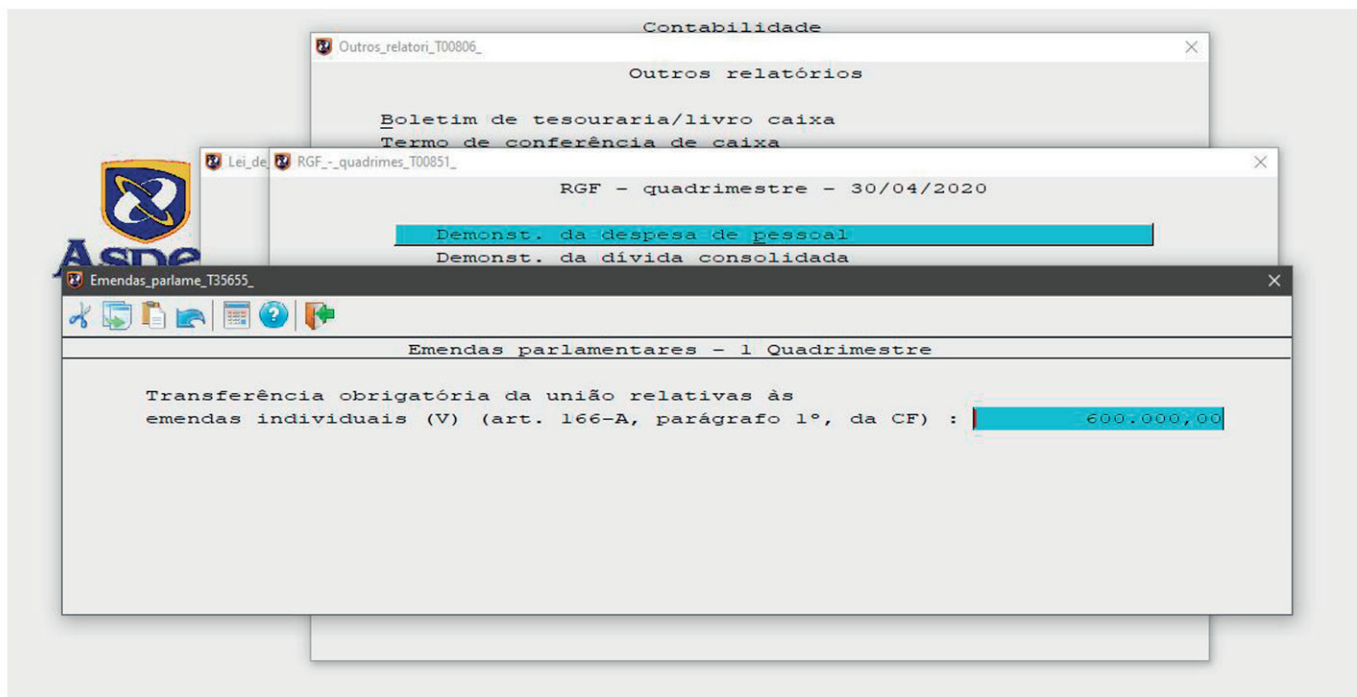 Contabilidade
Outros_relatori_T00806_
Outros relatórios
Boletim de tesouraria/livro caixa
Termo de conferência de caixa
Lei_de_
RGF_-_quadrimes_T00851_
RGF - quadrimestre - 30/04/2020
Demonst. da despesa de pessoal
Demonst. da dívida consolidada
Emendas_parlame_T35655_
Emendas parlamentares - 1 Quadrimestre
Transferência obrigatória da união relativas às
emendas individuais (V) (art. 166-A, parágrafo 1º, da CF) : 600.000,00